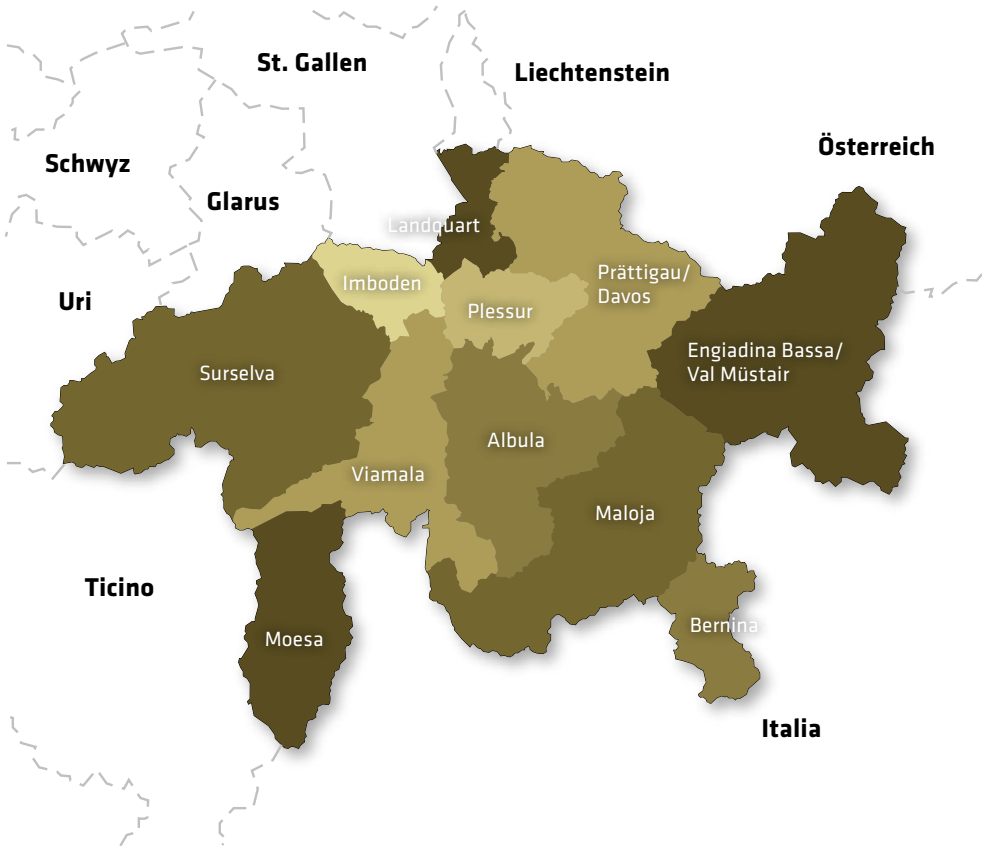 St. Gallen
Liechtenstein
Österreich
Schwyz
Glarus
Landquart
Imboden
Prättigau/
Davos
Uri
Plessur
Engiadina Bassa/
Val Müstair
Surselva
Albula
Viamala
Maloja
Ticino
Moesa
Bernina
Italia